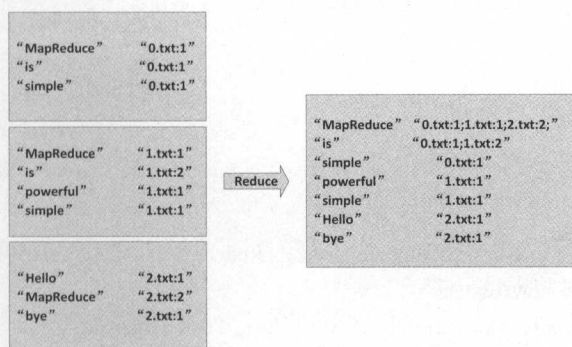 “MapReduce” “0.txt:1”
“is” “0.txt:1”
“simple” “0.txt:1”
“MapReduce” “1.txt:1”
“is” “1.txt:2”
“powerful” “1.txt:1”
“simple” “1.txt:1”
“Hello” “2.txt:1”
“MapReduce” “2.txt:2”
“bye” “2.txt:1”
Reduce
“MapReduce” “0.txt:1;1.txt:1;2.txt:2;”
“is” “0.txt:1;1.txt:2”
“simple” “0.txt:1”
“powerful” “1.txt:1”
“simple” “1.txt:1”
“Hello” “2.txt:1”
“bye” “2.txt:1”